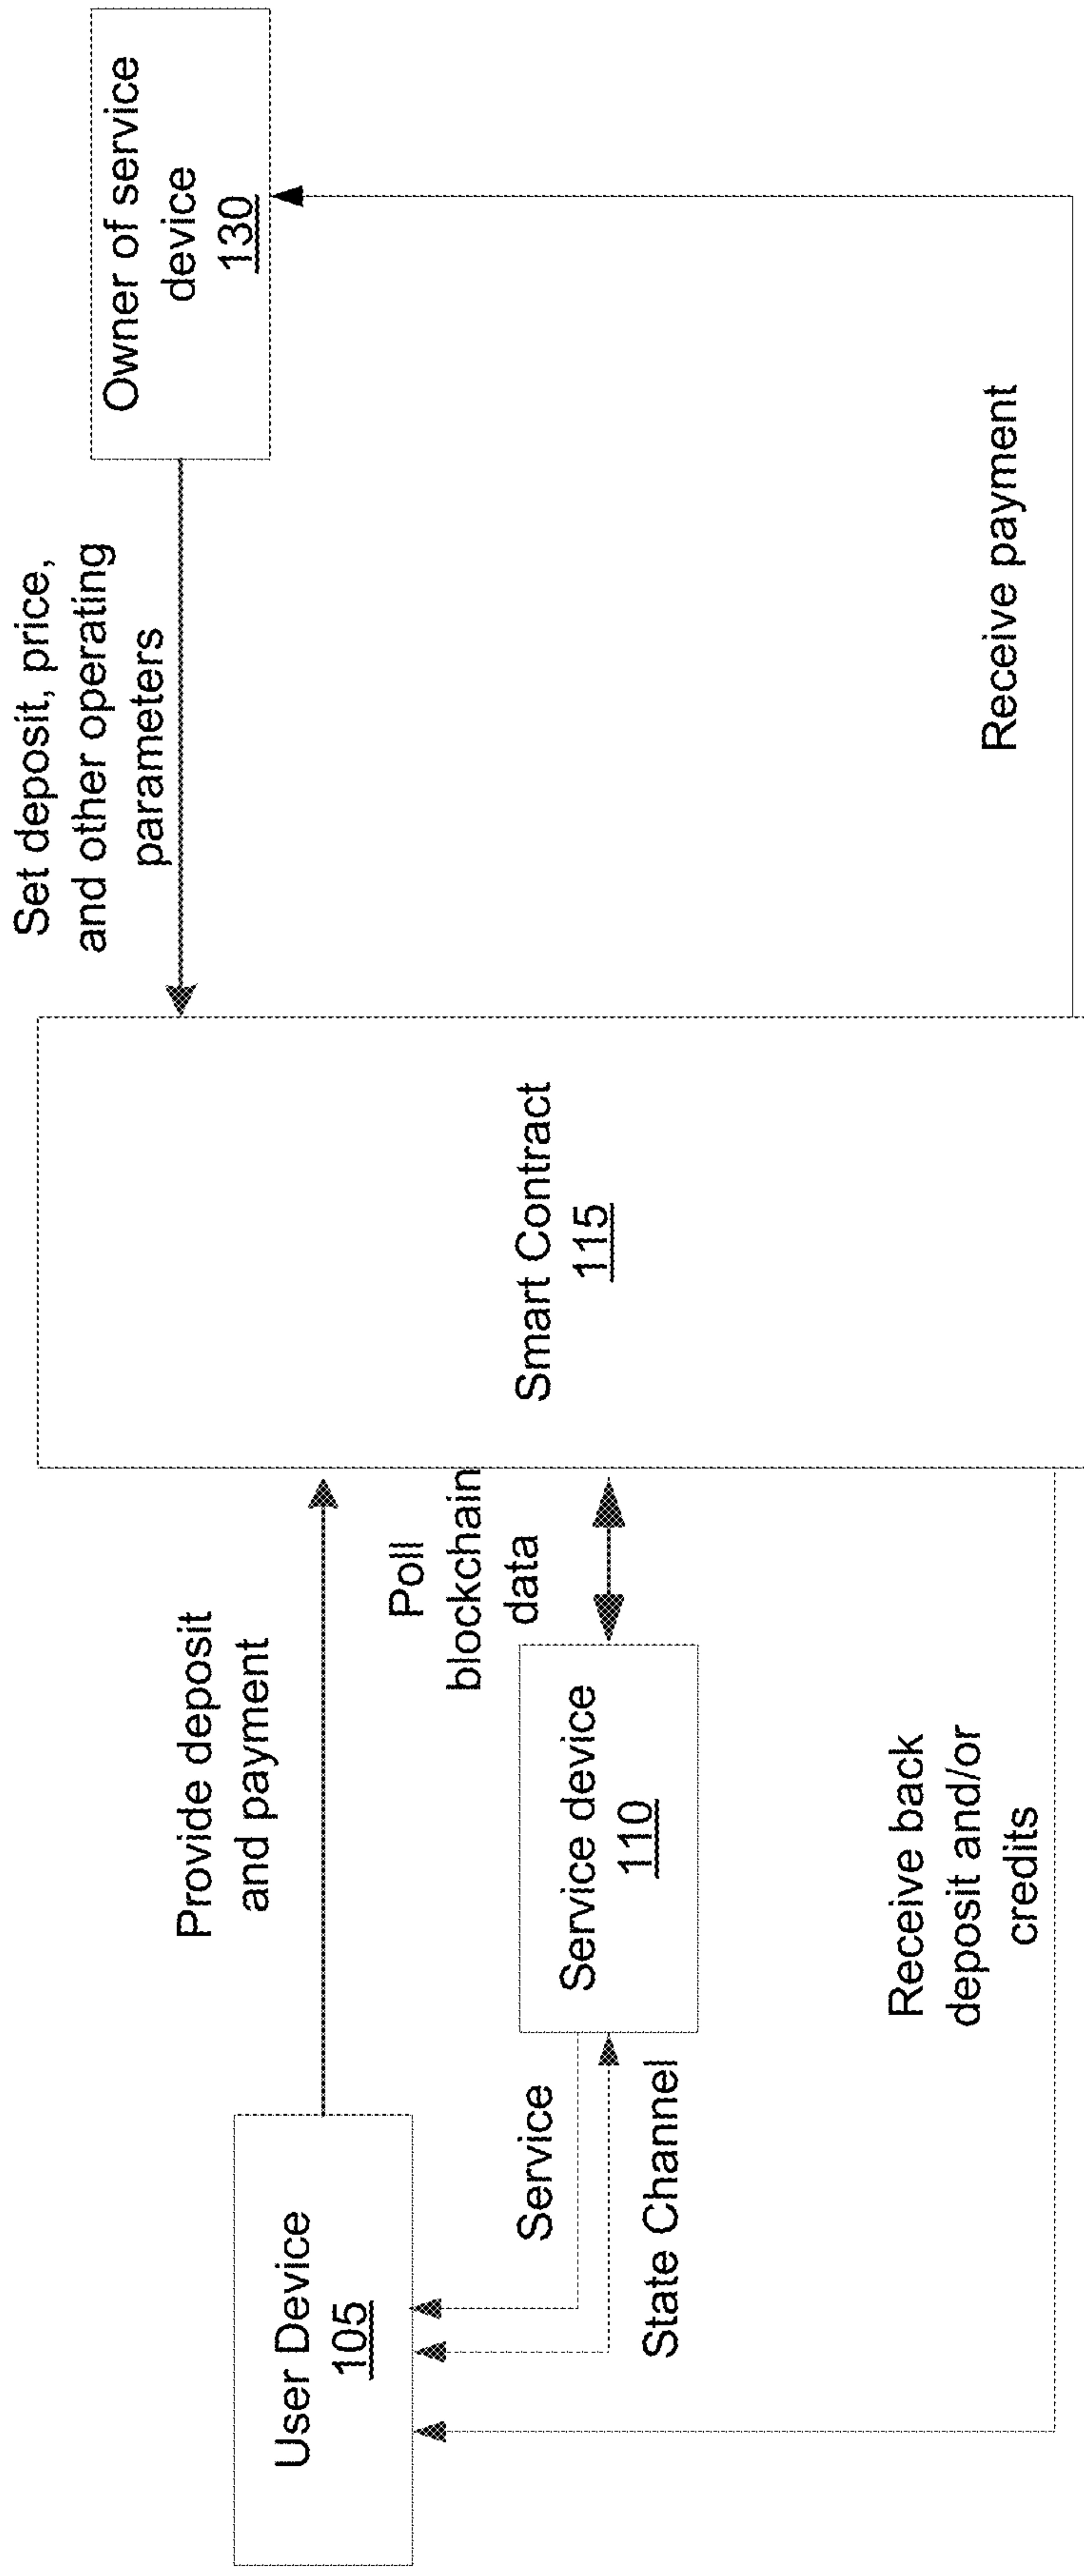 User Device
105
Provide deposit
and payment
Service
State Channel
Service device
110
Poll
blockchain
data
Receive back
deposit and/or
credits
Smart Contract
115
Set deposit, price,
and other operating
parameters
Owner of service
device
130
Receive payment